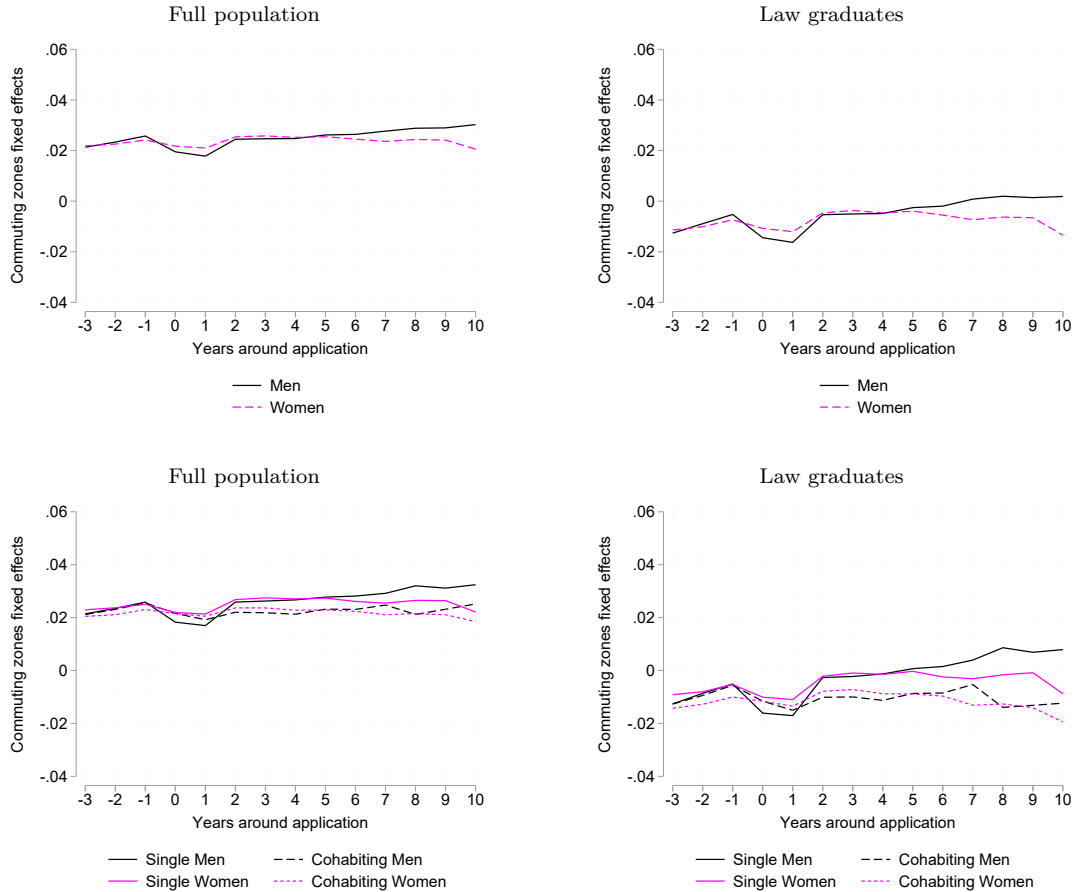 Full population
Commuting zones fixed effects
.06
.04
.02
0
-.02
-.04
-3 -2 -1 0 1 2 3 4 5 6 7 8 9 10
Years around application
Men
Women
Law graduates
Commuting zones fixed effects
.06
.04
.02
0
-.02
-.04
-3 -2 -1 0 1 2 3 4 5 6 7 8 9 10
Years around application
Men
Women
Full population
Commuting zones fixed effects
.06
.04
.02
0
-.02
-.04
-3 -2 -1 0 1 2 3 4 5 6 7 8 9 10
Years around application
Single Men Cohabiting Men
Single Women Cohabiting Women
Law graduates
Commuting zones fixed effects
.06
.04
.02
0
-.02
-.04
-3 -2 -1 0 1 2 3 4 5 6 7 8 9 10
Years around application
Single Men Cohabiting Men
Single Women Cohabiting Women